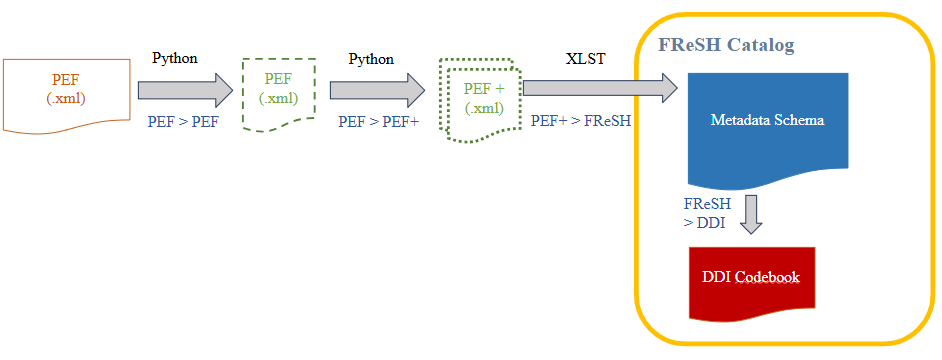 FReSH Catalog
Python
Python
XLST
PEF
(.xml)
PEF
(.xml)
PEF +
(.xml)
Metadata Schema
PEF > PEF
PEF > PEF+
PEF+ > FReSH
FReSH
> DDI
DDI Codebook